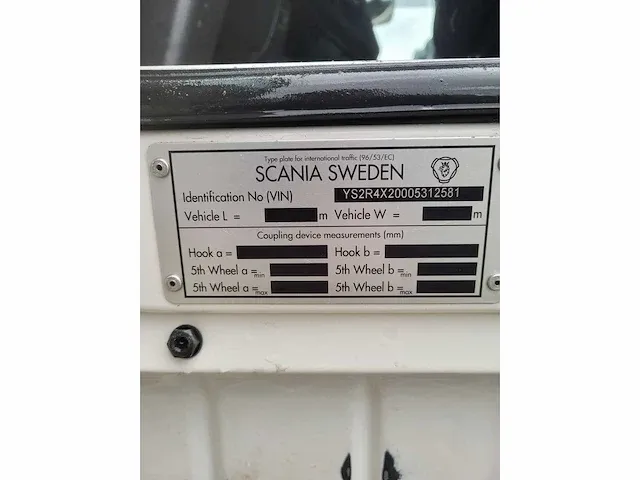 Type plate for international traffic (96/53/EC)
SCANIA SWEDEN
Identification No (VIN) YS2R4X20005312581
Vehicle L = m Vehicle W = m
Coupling device measurements (mm)
Hook a = Hook b =
5th Wheel a =min 5th Wheel b =min
5th Wheel a =max 5th Wheel b =max